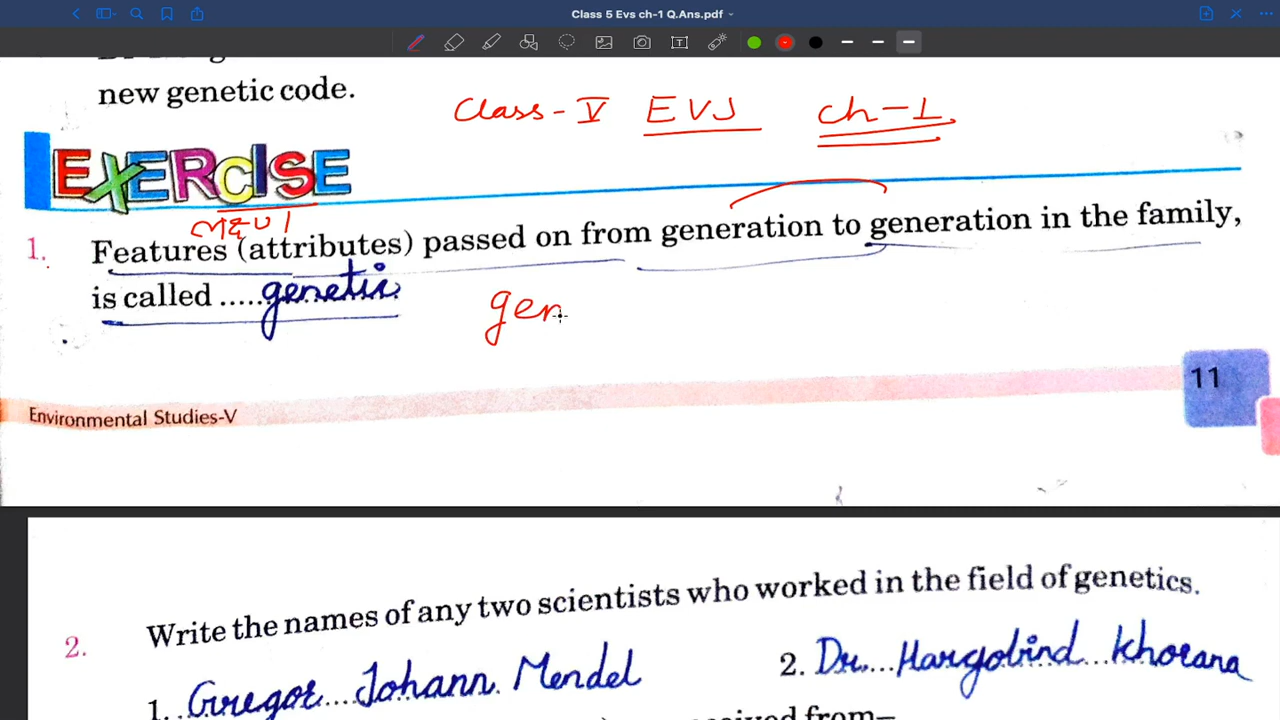 Class 5 Evs ch-1 Q.Ans.pdf
new genetic code.
Class-V EVS ch-1
EXERCISE
1. Features (attributes) passed on from generation to generation in the family,
is called .....genetic
gen
11
Environmental Studies-V
2. Write the names of any two scientists who worked in the field of genetics.
1. Gregor Johann Mendel 2. Dr. Hargobind Khorana